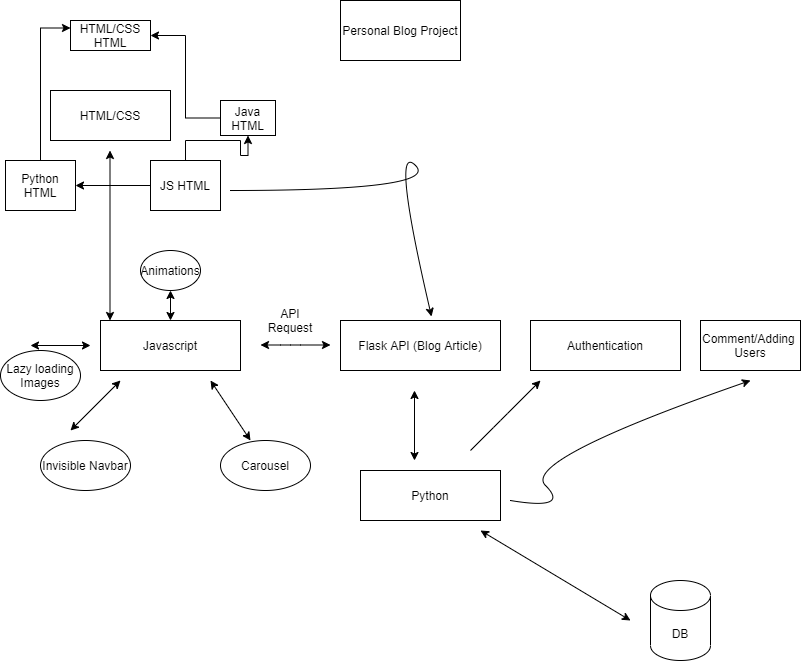 HTML/CSS
HTML
Personal Blog Project
HTML/CSS
Java
HTML
Python
HTML
JS HTML
Animations
API
Request
Javascript
Flask API (Blog Article)
Authentication
Comment/Adding
Users
Lazy loading
Images
Invisible Navbar
Carousel
Python
DB